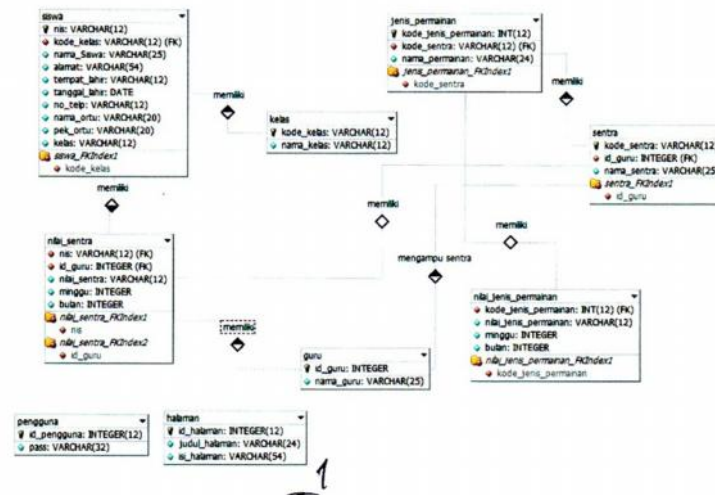 siswa
nis: VARCHAR(12)
kode_kelas: VARCHAR(12) (FK)
nama_Siswa: VARCHAR(25)
alamat: VARCHAR(54)
tempat_lahir: VARCHAR(12)
tanggal_lahir: DATE
no_telp: VARCHAR(12)
nama_ortu: VARCHAR(20)
pek_ortu: VARCHAR(20)
kelas: VARCHAR(12)
siswa_FKIndex1
kode_kelas
memiliki
kelas
kode_kelas: VARCHAR(12)
nama_kelas: VARCHAR(12)
jenis_permainan
kode_jenis_permainan: INT(12)
kode_sentra: VARCHAR(12) (FK)
nama_permainan: VARCHAR(24)
jenis_permainan_FKIndex1
kode_sentra
memiliki
sentra
kode_sentra: VARCHAR(12
id_guru: INTEGER (FK)
nama_sentra: VARCHAR(25
sentra_FKIndex1
id_guru
memiliki
memiliki
memiliki
mengampu sentra
nilai_sentra
nis: VARCHAR(12) (FK)
id_guru: INTEGER (FK)
nilai_sentra: VARCHAR(12)
minggu: INTEGER
bulan: INTEGER
nilai_sentra_FKIndex1
nis
nilai_sentra_FKIndex2
id_guru
memiliki
guru
id_guru: INTEGER
nama_guru: VARCHAR(25)
nilai_jenis_permainan
kode_jenis_permainan: INT(12) (FK)
nilai_jenis_permainan: VARCHAR(12)
minggu: INTEGER
bulan: INTEGER
nilai_jenis_permainan_FKIndex1
kode_jenis_permainan
pengguna
id_pengguna: INTEGER(12)
pass: VARCHAR(32)
halaman
id_halaman: INTEGER(12)
judul_halaman: VARCHAR(24)
isi_halaman: VARCHAR(54)
1